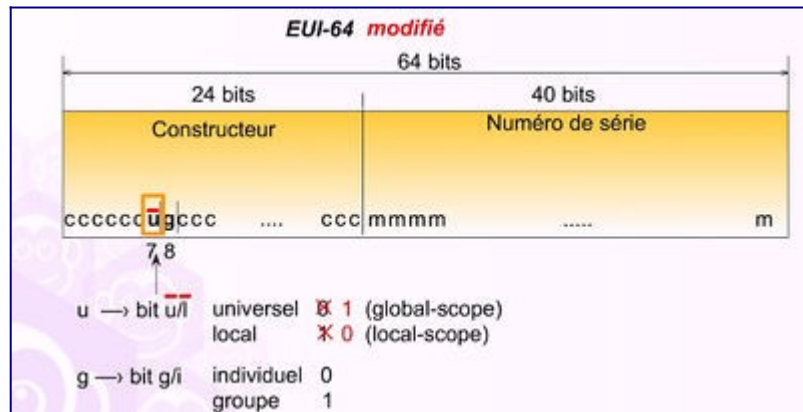 EUI-64 modifié
64 bits
24 bits 40 bits
Constructeur Numéro de série
ccccccūgccc .... ccc mmmm ..... m
7 8
u → bit u/l universel 0 1 (global-scope)
local 1 0 (local-scope)
g → bit g/i individuel 0
groupe 1